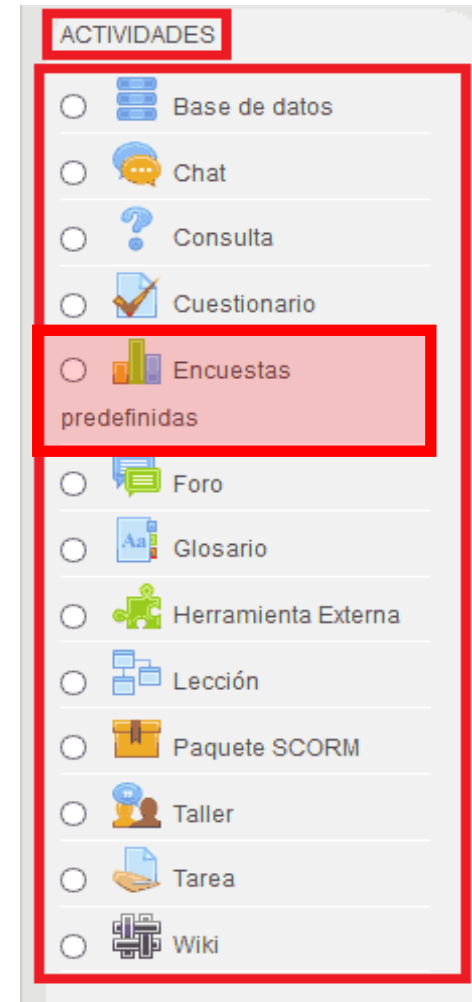 ACTIVIDADES
Base de datos
Chat
Consulta
Cuestionario
Encuestas
predefinidas
Foro
Aa
Glosario
Herramienta Externa
Lección
Paquete SCORM
Taller
Tarea
Wiki